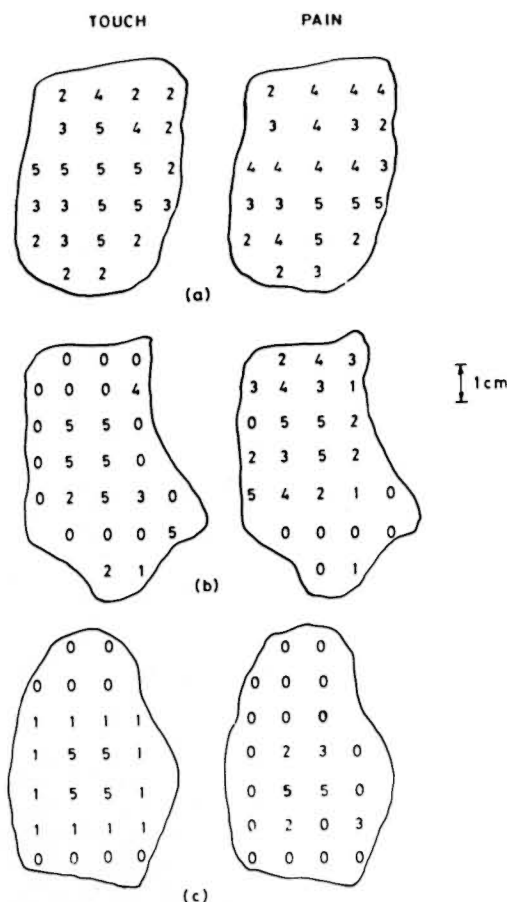 TOUCH PAIN
2 4 2 2 2 4 4 4
3 5 4 2 3 4 3 2
5 5 5 5 2 4 4 4 4 3
3 3 5 5 3 3 3 5 5 5
2 3 5 2 2 4 5 2
2 2 2 3
(a)
0 0 0 2 4 3
0 0 0 4 3 4 3 1
1 cm
0 5 5 0 0 5 5 2
0 5 5 0 2 3 5 2
0 2 5 3 0 5 4 2 1 0
0 0 0 5 0 0 0 0
2 1 0 1
(b)
0 0 0 0
0 0 0 0 0 0
1 1 1 1 0 0 0
1 5 5 1 0 2 3 0
1 5 5 1 0 5 5 0
1 1 1 1 0 2 0 3
0 0 0 0 0 0 0 0
(c)